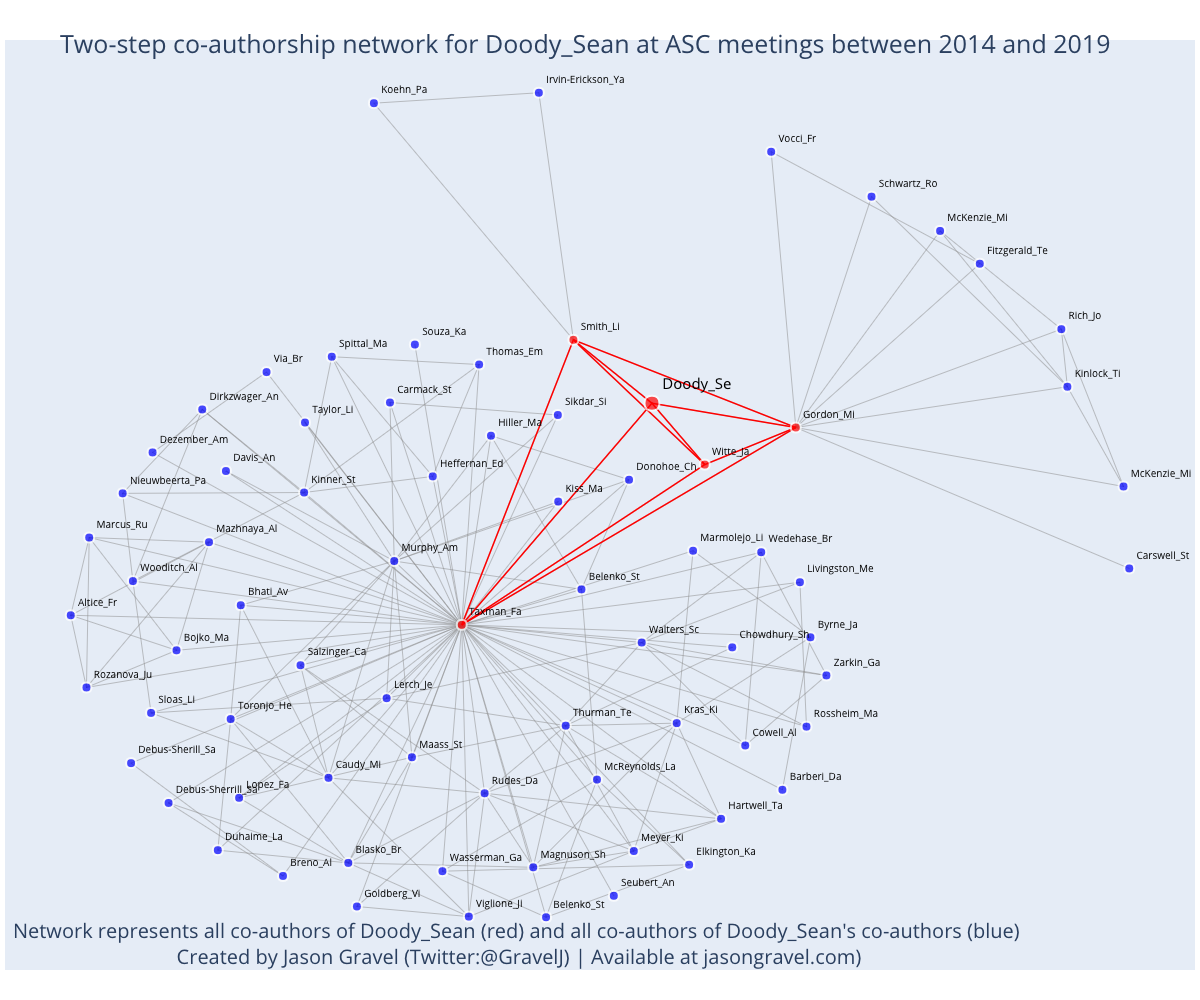 Two-step co-authorship network for Doody_Sean at ASC meetings between 2014 and 2019
Irvin-Erickson_Ya
Koehn_Pa
Vocci_Fr
Schwartz_Ro
McKenzie_Mi
Fitzgerald_Te
Rich_Jo
Smith_Li
Souza_Ka
Spittal_Ma
Thomas_Em
Via_Br
Kinlock_Ti
Doody_Se
Carmack_St
Dirkzwager_An
Sikdar_Si
Taylor_Li
Gordon_Mi
Hiller_Ma
Dezember_Am
Witte_Ja
Davis_An
Heffernan_Ed
Donohoe_Ch
McKenzie_Mi
Nieuwbeerta_Pa
Kinner_St
Kiss_Ma
Marcus_Ru
Mazhnaya_Al
Marmolejo_Li
Wedehase_Br
Murphy_Am
Carswell_St
Wooditch_Al
Livingston_Me
Belenko_St
Bhati_Av
Altice_Fr
Taxman_Fa
Byrne_Ja
Walters_Sc
Chowdhury_Sh
Bojko_Ma
Salzinger_Ca
Zarkin_Ga
Rozanova_Ju
Lerch_Je
Sloas_Li
Toronjo_He
Thurman_Te
Kras_Ki
Rossheim_Ma
Cowell_Al
Maass_St
Debus-Sherill_Sa
Caudy_Mi
McReynolds_La
Rudes_Da
Barberi_Da
Lopez_Fa
Debus-Sherrill_Sa
Hartwell_Ta
Duhaime_La
Meyer_Ki
Blasko_Br
Elkington_Ka
Breno_Al
Wasserman_Ga
Magnuson_Sh
Seubert_An
Goldberg_Vi
Viglione_Ji
Belenko_St
Network represents all co-authors of Doody_Sean (red) and all co-authors of Doody_Sean's co-authors (blue)
Created by Jason Gravel (Twitter:@GravelJ) | Available at jasongravel.com)